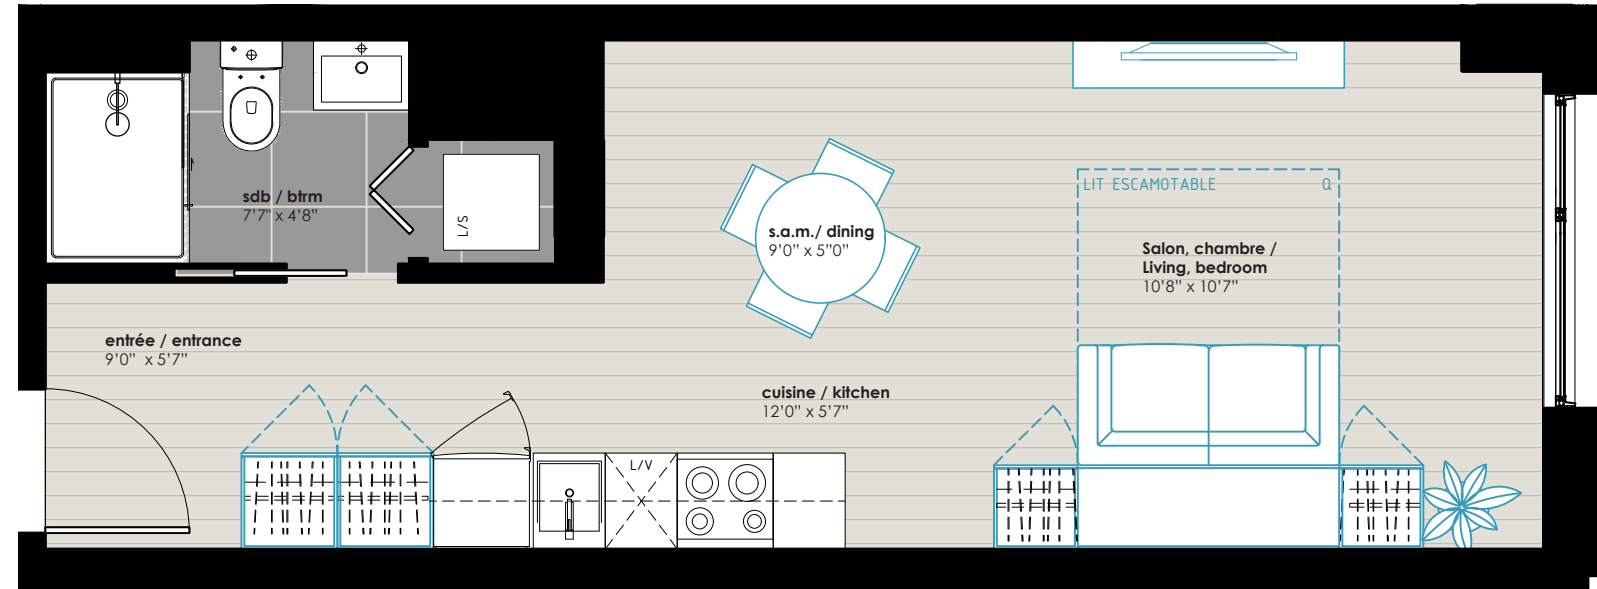 sdb / btrm
7'7" x 4'8"
L/S
s.a.m./ dining
9'0" x 5"0"
LIT ESCAMOTABLE Q
Salon, chambre /
Living, bedroom
10'8" x 10'7"
entrée / entrance
9'0" x 5'7"
cuisine / kitchen
12'0" x 5'7"
L/V